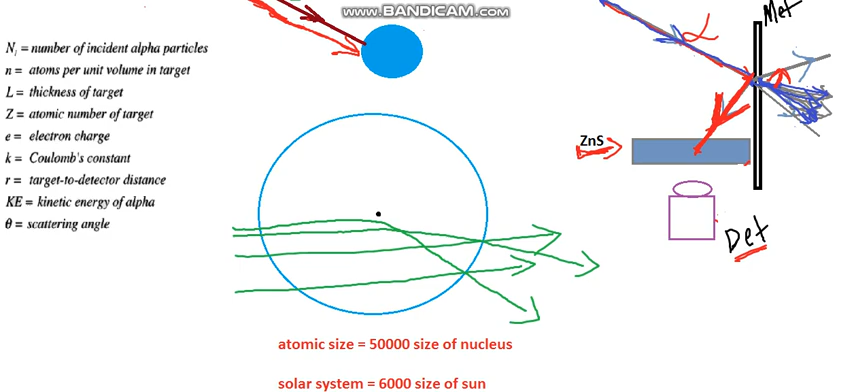 WWW.BANDICAM.COM
Met
Nᵢ = number of incident alpha particles
n = atoms per unit volume in target
L = thickness of target
Z = atomic number of target
e = electron charge
k = Coulomb's constant
r = target-to-detector distance
KE = kinetic energy of alpha
θ = scattering angle
α
ZnS
Det
atomic size = 50000 size of nucleus
solar system = 6000 size of sun